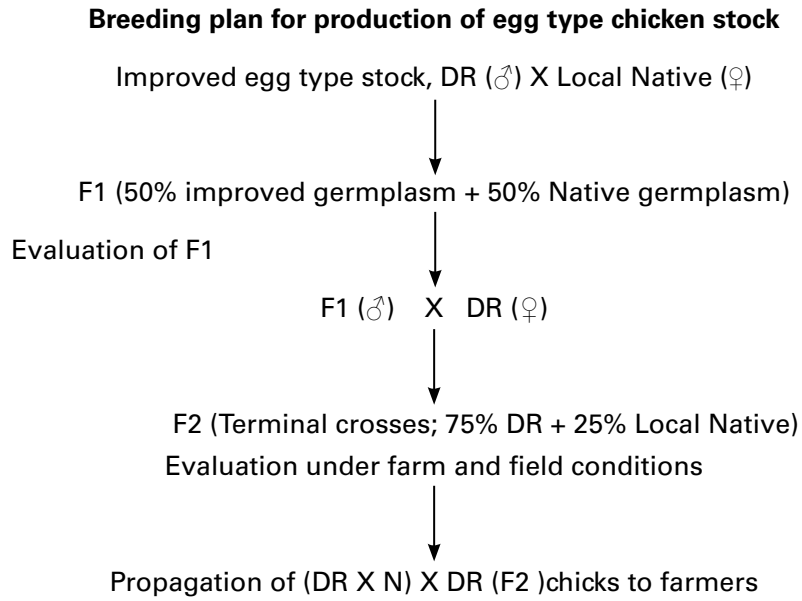 Breeding plan for production of egg type chicken stock
Improved egg type stock, DR (♂) X Local Native (♀)
F1 (50% improved germplasm + 50% Native germplasm)
Evaluation of F1
F1 (♂) X DR (♀)
F2 (Terminal crosses; 75% DR + 25% Local Native)
Evaluation under farm and field conditions
Propagation of (DR X N) X DR (F2 )chicks to farmers